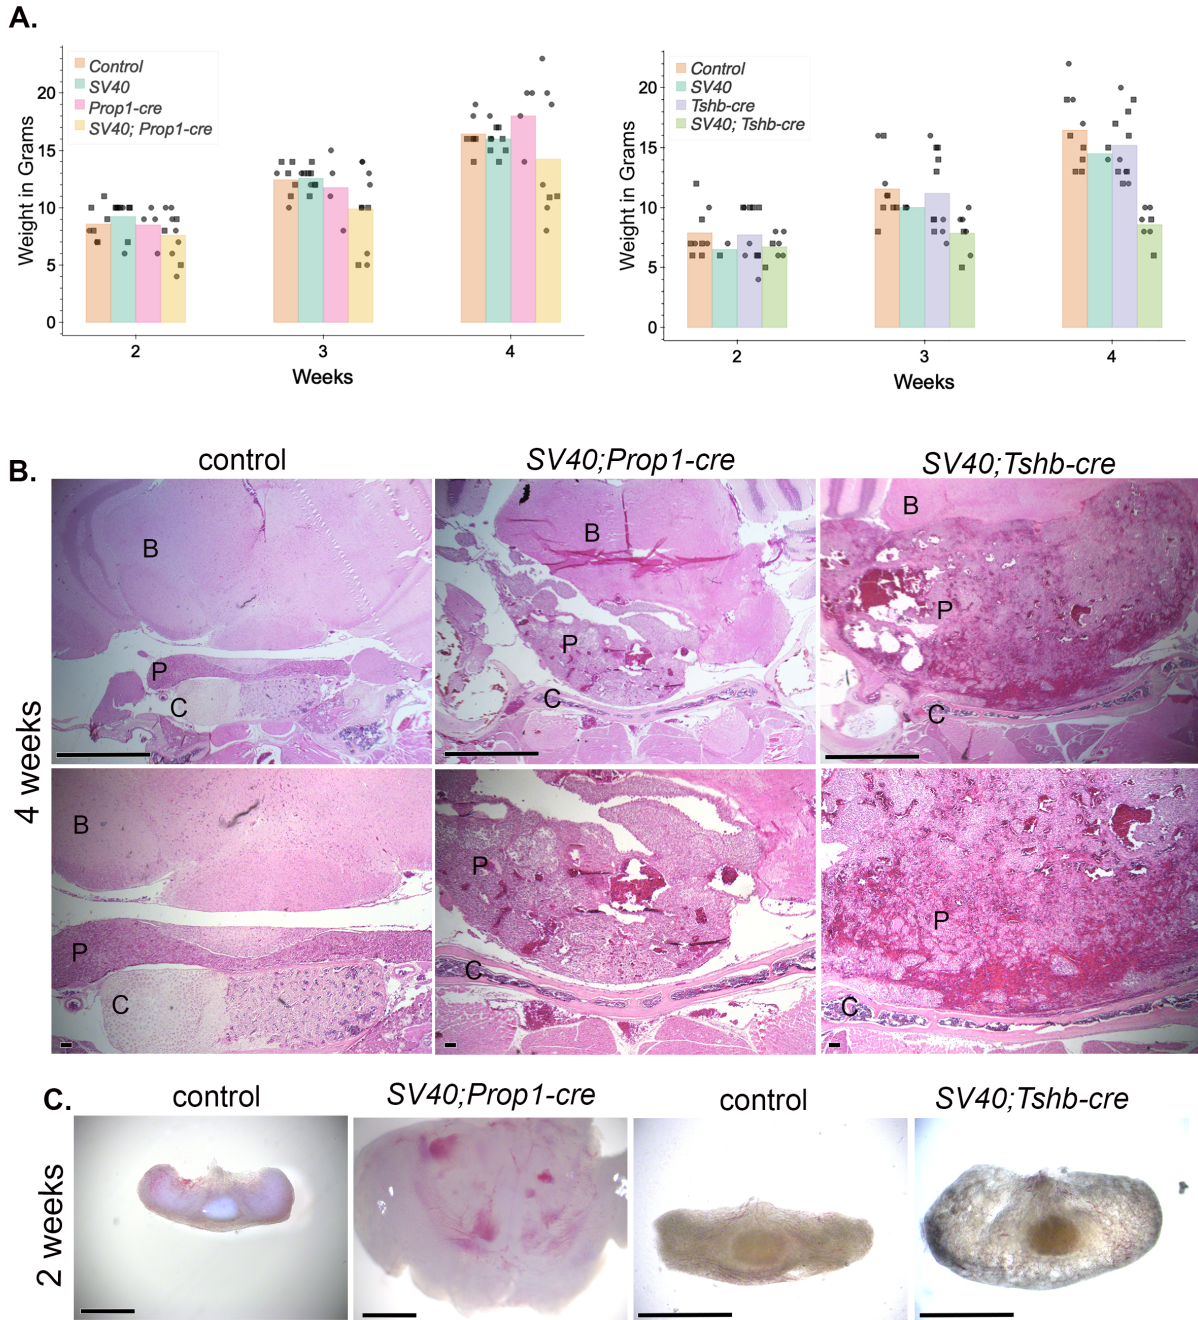 A.
Control
SV40
Prop1-cre
SV40; Prop1-cre
Weight in Grams
20
15
10
5
0
2 3 4
Weeks
Control
SV40
Tshb-cre
SV40; Tshb-cre
Weight in Grams
20
15
10
5
0
2 3 4
Weeks
B.
control SV40;Prop1-cre SV40;Tshb-cre
4 weeks
B B B
P P P
C C C
B P P
P C C
C
C.
control SV40;Prop1-cre control SV40;Tshb-cre
2 weeks